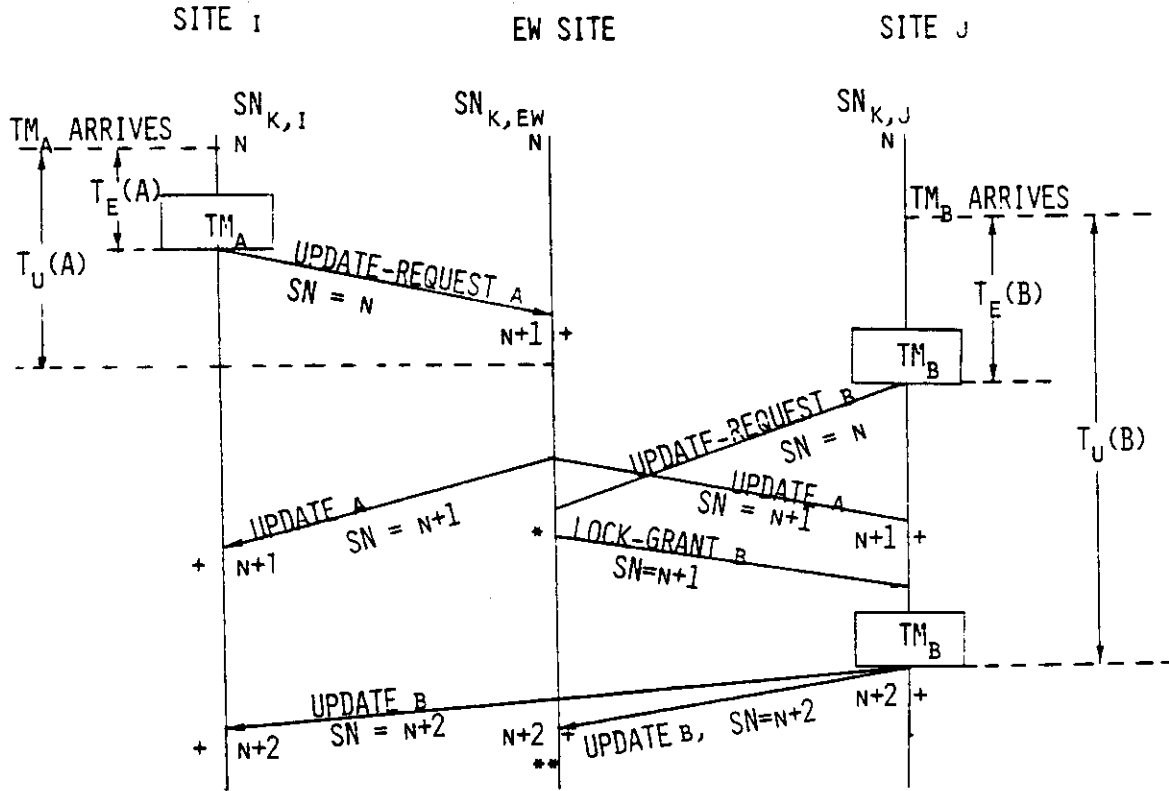 SITE I EW SITE SITE J
SN_K,I SN_K,EW SN_K,J
TM_A ARRIVES N N N
T_E(A)
TM_B ARRIVES
TM_A
T_U(A)
UPDATE-REQUEST A
SN = N
T_E(B)
N+1 +
TM_B
UPDATE-REQUEST B
SN = N
T_U(B)
UPDATE A
SN = N+1
UPDATE A
SN = N+1
+ N+1
* LOCK-GRANT B
SN=N+1
N+1 +
TM_B
UPDATE B
SN = N+2
N+2 +
+ N+2
N+2 +
UPDATE B, SN=N+2
**